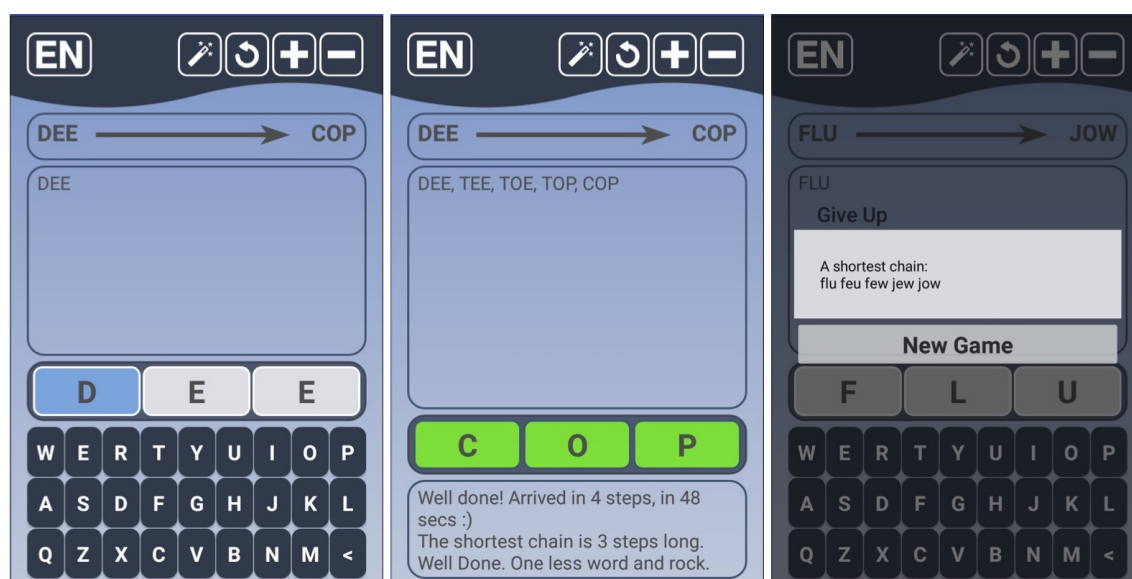 EN
+ −
DEE → COP
DEE
D E E
W E R T Y U I O P
A S D F G H J K L
Q Z X C V B N M <
EN
+ −
DEE → COP
DEE, TEE, TOE, TOP, COP
C O P
Well done! Arrived in 4 steps, in 48
secs :)
The shortest chain is 3 steps long.
Well Done. One less word and rock.
EN
+ −
FLU → JOW
FLU
Give Up
A shortest chain:
flu feu few jew jow
New Game
F L U
W E R T Y U I O P
A S D F G H J K L
Q Z X C V B N M <